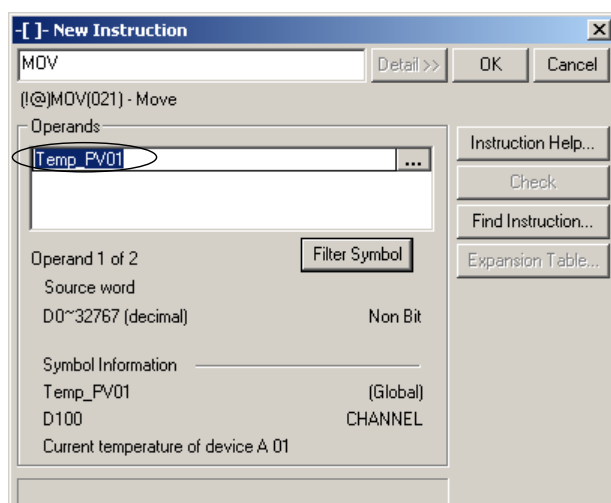 -[ ]- New Instruction
MOV
Detail >>
OK
Cancel
(!@)MOV(021) - Move
Operands
Temp_PV01
...
Instruction Help...
Check
Find Instruction...
Expansion Table...
Operand 1 of 2
Filter Symbol
Source word
D0~32767 (decimal) Non Bit
Symbol Information
Temp_PV01 (Global)
D100 CHANNEL
Current temperature of device A 01